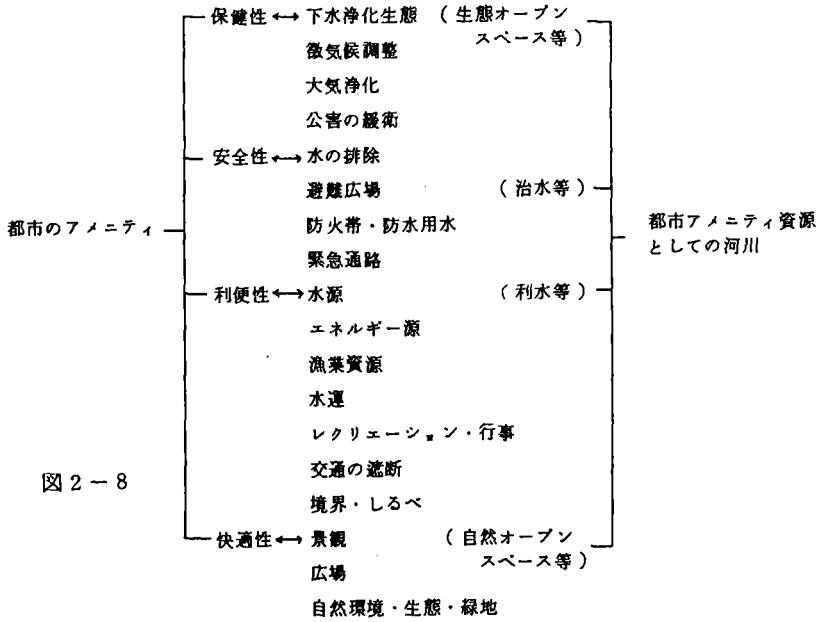 保健性 ↔ 下水浄化生態 （生態オープン
スペース等）
微気候調整
大気浄化
公害の緩衛
安全性 ↔ 水の排除
避難広場 （治水等）
防火帯・防水用水
緊急通路
都市のアメニティ
都市アメニティ資源
としての河川
利便性 ↔ 水源 （利水等）
エネルギー源
漁業資源
水運
レクリエーション・行事
交通の遮断
境界・しるべ
図2－8
快適性 ↔ 景観 （自然オープン
スペース等）
広場
自然環境・生態・緑地